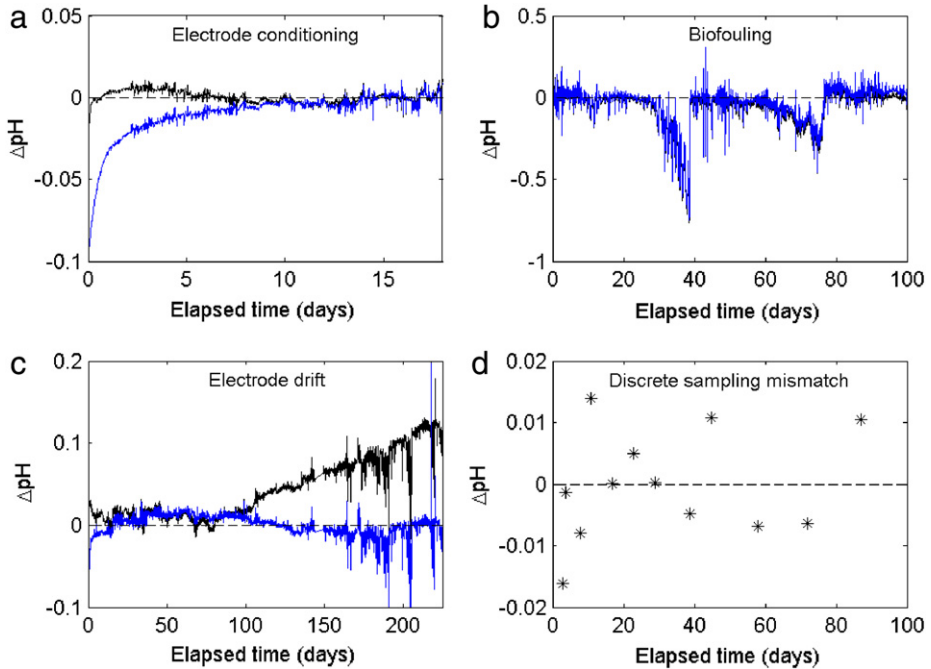 a
Electrode conditioning
0.05
0
-0.05
-0.1
ΔpH
0 5 10 15
Elapsed time (days)
b
Biofouling
0.5
0
-0.5
-1
ΔpH
0 20 40 60 80 100
Elapsed time (days)
c
Electrode drift
0.2
0.1
0
-0.1
ΔpH
0 50 100 150 200
Elapsed time (days)
d
Discrete sampling mismatch
0.02
0.01
0
-0.01
-0.02
ΔpH
0 20 40 60 80 100
Elapsed time (days)